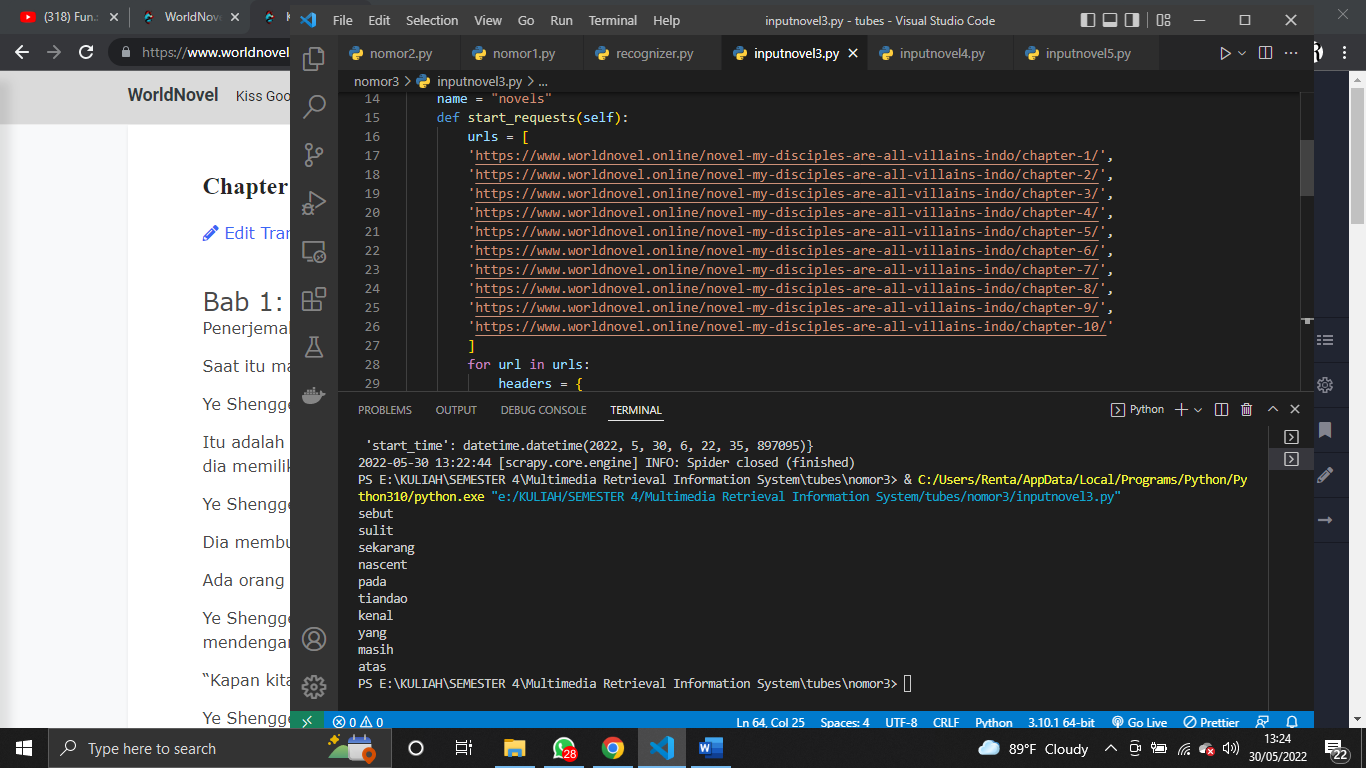 (318) Fun.
WorldNove
K
File Edit Selection View Go Run Terminal Help
inputnovel3.py - tubes - Visual Studio Code
https://www.worldnovel
nomor2.py
nomor1.py
recognizer.py
inputnovel3.py
inputnovel4.py
inputnovel5.py
nomor3 > inputnovel3.py > ...
WorldNovel Kiss Goo
Chapter
Edit Tran
Bab 1:
Penerjemal
Saat itu ma
Ye Shengge
Itu adalah
dia memilik
Ye Shengge
Dia membu
Ada orang
Ye Shengge
mendengar
“Kapan kita
Ye Shengge
14 name = "novels"
15 def start_requests(self):
16 urls = [
17 'https://www.worldnovel.online/novel-my-disciples-are-all-villains-indo/chapter-1/',
18 'https://www.worldnovel.online/novel-my-disciples-are-all-villains-indo/chapter-2/',
19 'https://www.worldnovel.online/novel-my-disciples-are-all-villains-indo/chapter-3/',
20 'https://www.worldnovel.online/novel-my-disciples-are-all-villains-indo/chapter-4/',
21 'https://www.worldnovel.online/novel-my-disciples-are-all-villains-indo/chapter-5/',
22 'https://www.worldnovel.online/novel-my-disciples-are-all-villains-indo/chapter-6/',
23 'https://www.worldnovel.online/novel-my-disciples-are-all-villains-indo/chapter-7/',
24 'https://www.worldnovel.online/novel-my-disciples-are-all-villains-indo/chapter-8/',
25 'https://www.worldnovel.online/novel-my-disciples-are-all-villains-indo/chapter-9/',
26 'https://www.worldnovel.online/novel-my-disciples-are-all-villains-indo/chapter-10/'
27 ]
28 for url in urls:
29 headers = {
PROBLEMS OUTPUT DEBUG CONSOLE TERMINAL
Python
'start_time': datetime.datetime(2022, 5, 30, 6, 22, 35, 897095)}
2022-05-30 13:22:44 [scrapy.core.engine] INFO: Spider closed (finished)
PS E:\KULIAH\SEMESTER 4\Multimedia Retrieval Information System\tubes\nomor3> & C:/Users/Renta/AppData/Local/Programs/Python/Py
thon310/python.exe "e:/KULIAH/SEMESTER 4/Multimedia Retrieval Information System/tubes/nomor3/inputnovel3.py"
sebut
sulit
sekarang
nascent
pada
tiandao
kenal
yang
masih
atas
PS E:\KULIAH\SEMESTER 4\Multimedia Retrieval Information System\tubes\nomor3>
0 0
Ln 64, Col 25 Spaces: 4 UTF-8 CRLF Python 3.10.1 64-bit Go Live Prettier
Type here to search
28
89°F Cloudy
13:24
30/05/2022
22